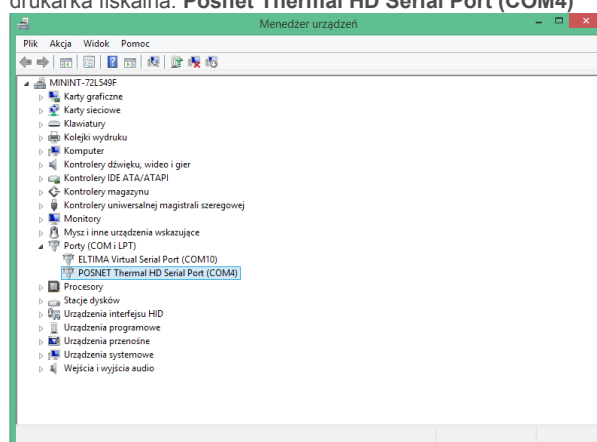 drukarka fiskalna: Posnet Thermal HD Serial Port (COM4)
Menedżer urządzeń
Plik Akcja Widok Pomoc
MININT-72L549F
Karty graficzne
Karty sieciowe
Klawiatury
Kolejki wydruku
Komputer
Kontrolery dźwięku, wideo i gier
Kontrolery IDE ATA/ATAPI
Kontrolery magazynu
Kontrolery uniwersalnej magistrali szeregowej
Monitory
Mysz i inne urządzenia wskazujące
Porty (COM i LPT)
ELTIMA Virtual Serial Port (COM10)
POSNET Thermal HD Serial Port (COM4)
Procesory
Stacje dysków
Urządzenia interfejsu HID
Urządzenia programowe
Urządzenia przenośne
Urządzenia systemowe
Wejścia i wyjścia audio